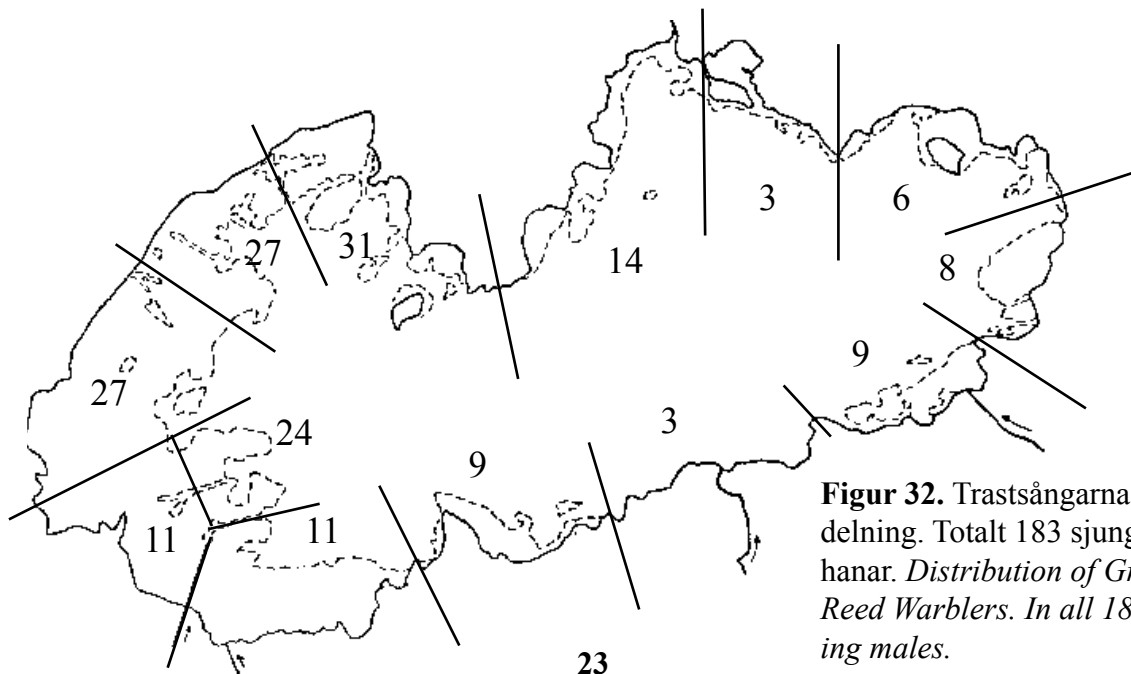 3
6
27
31
14
8
9
27
3
24
9
11
11
Figur 32. Trastsångarna
delning. Totalt 183 sjung
hanar. Distribution of Gr
Reed Warblers. In all 18
ing males.
23